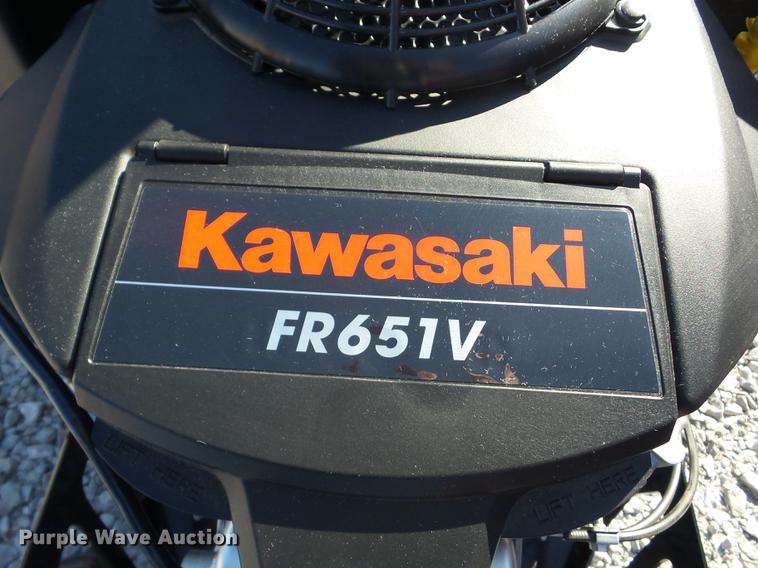 Kawasaki
FR651V
LIFT HERE
LIFT HERE
Purple Wave Auction